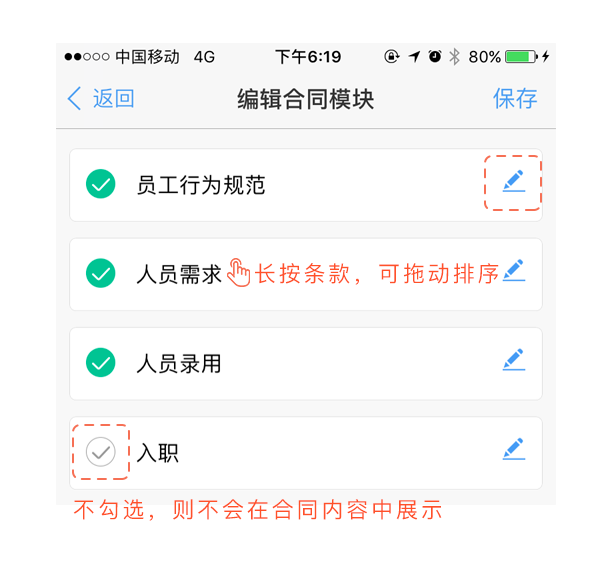 中国移动 4G 下午6:19 80%
返回 编辑合同模块 保存
员工行为规范
人员需求 长按条款，可拖动排序
人员录用
入职
不勾选，则不会在合同内容中展示